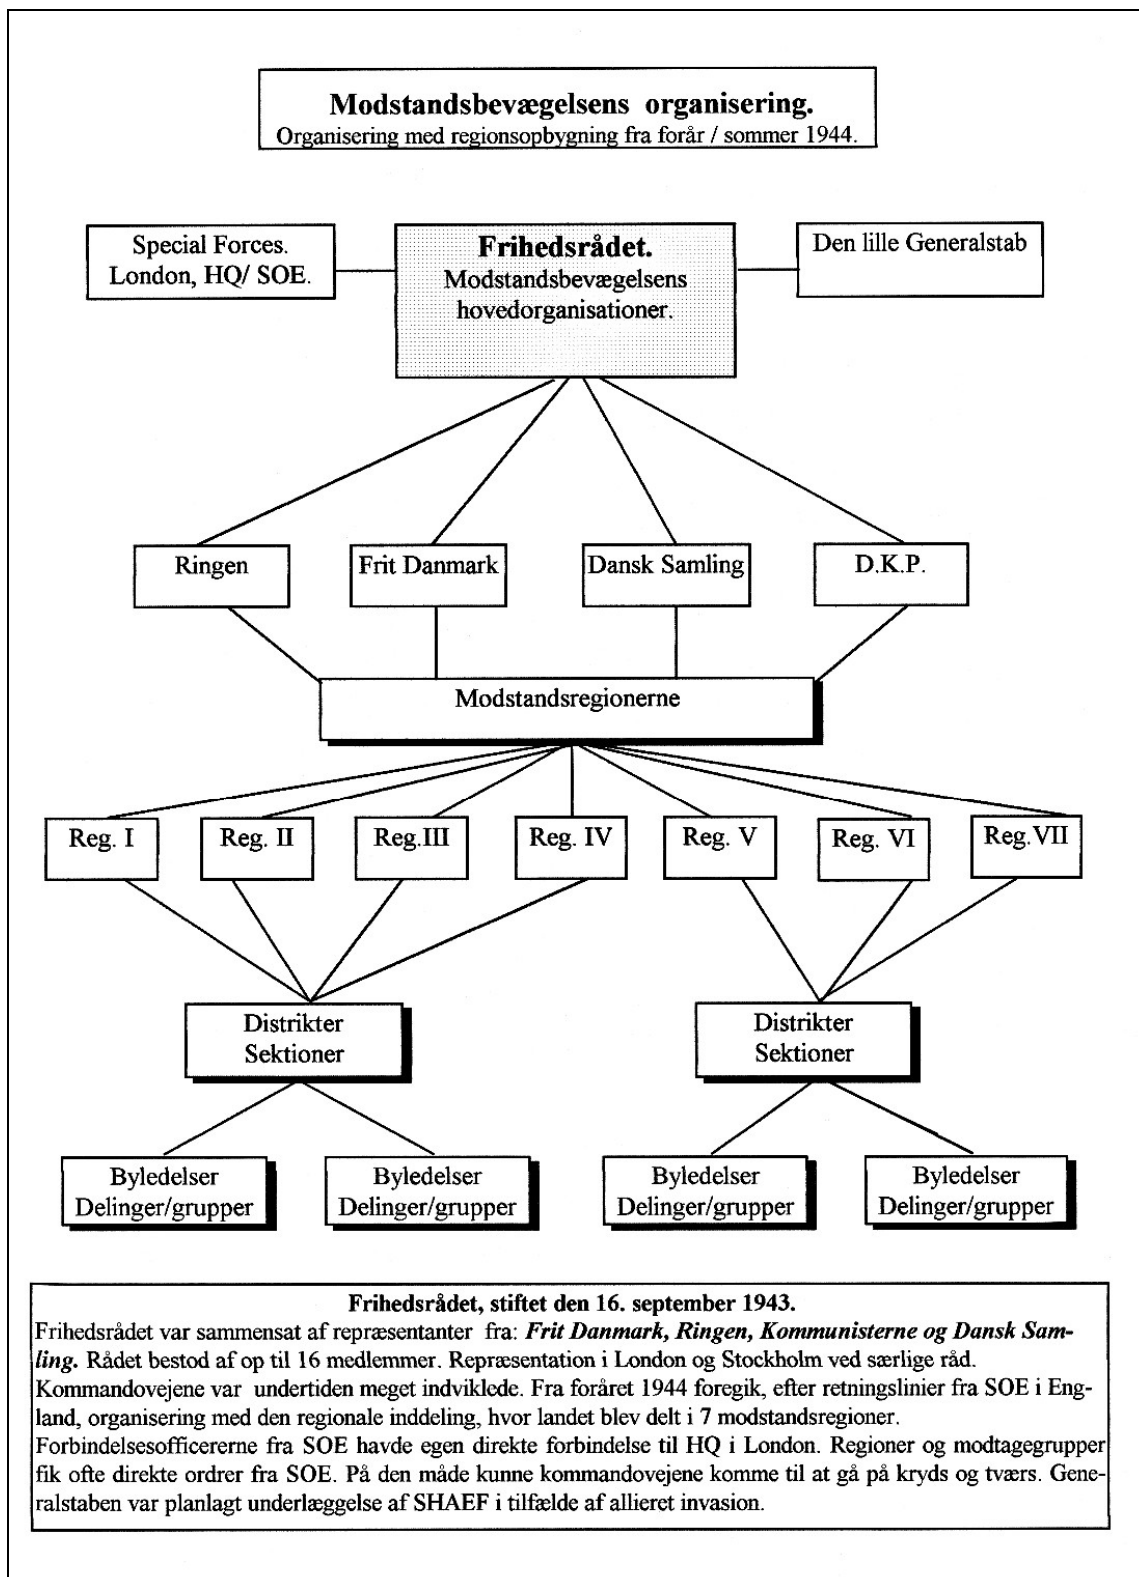 Modstandsbevægelsens organisering.
Organisering med regionsopbygning fra forår / sommer 1944.
Special Forces.
London, HQ/ SOE.
Frihedsrådet.
Modstandsbevægelsens
hovedorganisationer.
Den lille Generalstab
Ringen
Frit Danmark
Dansk Samling
D.K.P.
Modstandsregionerne
Reg. I
Reg. II
Reg.III
Reg. IV
Reg. V
Reg. VI
Reg.VII
Distrikter
Sektioner
Distrikter
Sektioner
Byledelser
Delinger/grupper
Byledelser
Delinger/grupper
Byledelser
Delinger/grupper
Byledelser
Delinger/grupper
Frihedsrådet, stiftet den 16. september 1943.
Frihedsrådet var sammensat af repræsentanter fra: Frit Danmark, Ringen, Kommunisterne og Dansk Sam-
ling. Rådet bestod af op til 16 medlemmer. Repræsentation i London og Stockholm ved særlige råd.
Kommandovejene var undertiden meget indviklede. Fra foråret 1944 foregik, efter retningslinier fra SOE i Eng-
land, organisering med den regionale inddeling, hvor landet blev delt i 7 modstandsregioner.
Forbindelsesofficererne fra SOE havde egen direkte forbindelse til HQ i London. Regioner og modtagegrupper
fik ofte direkte ordrer fra SOE. På den måde kunne kommandovejene komme til at gå på kryds og tværs. Gene-
ralstaben var planlagt underlæggelse af SHAEF i tilfælde af allieret invasion.